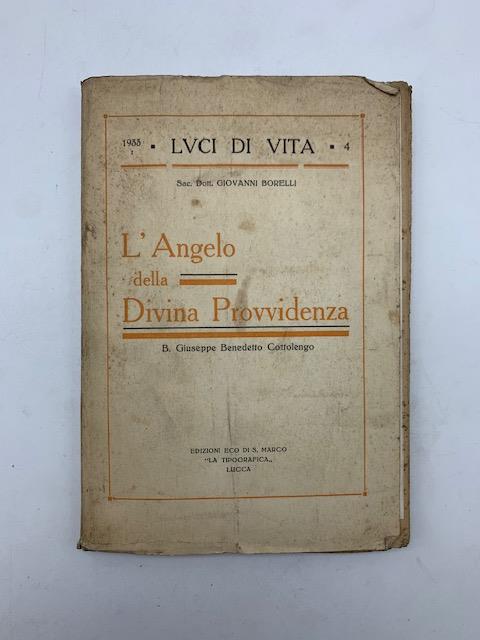 1933 • LVCI DI VITA • 4
Sac. Dott. GIOVANNI BORELLI
L'Angelo
della
Divina Provvidenza
B. Giuseppe Benedetto Cottolengo
EDIZIONI ECO DI S. MARCO
"LA TIPOGRAFICA„
LUCCA